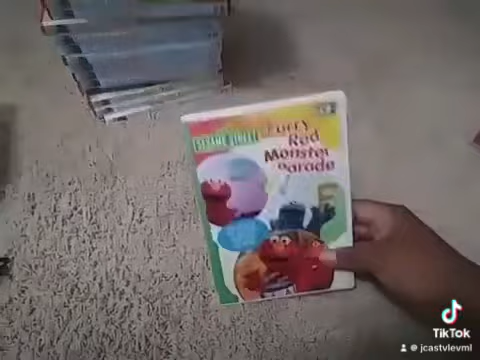 SESAME STREET
Furry
Red
Monster
Parade
TikTok
@ jcastvlevml